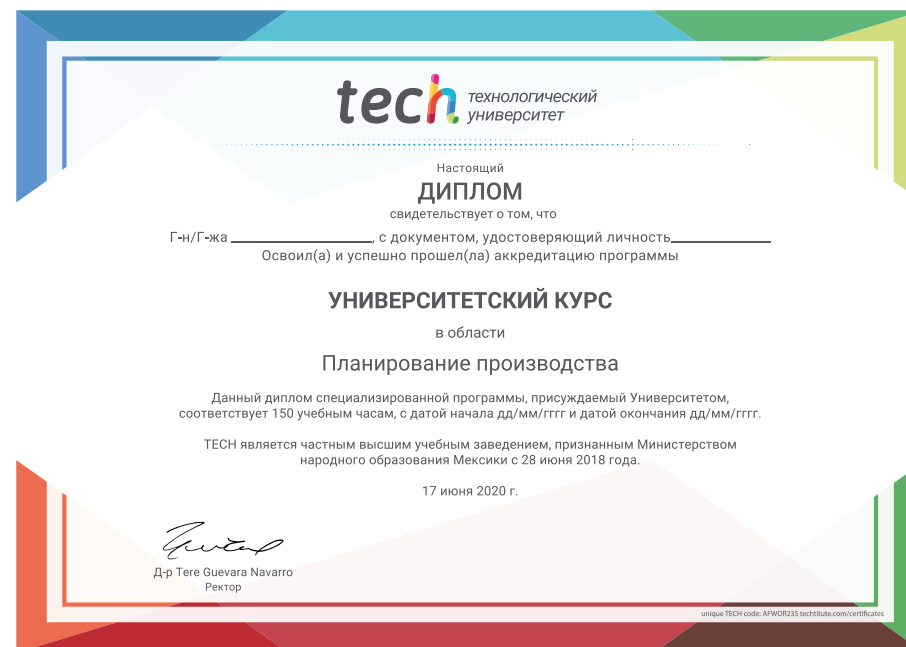 tech технологический
университет
Настоящий
ДИПЛОМ
свидетельствует о том, что
Г-н/Г-жа ____________________, с документом, удостоверяющий личность______________
Освоил(а) и успешно прошел(ла) аккредитацию программы
УНИВЕРСИТЕТСКИЙ КУРС
в области
Планирование производства
Данный диплом специализированной программы, присуждаемый Университетом,
соответствует 150 учебным часам, с датой начала дд/мм/гггг и датой окончания дд/мм/гггг.
TECH является частным высшим учебным заведением, признанным Министерством
народного образования Мексики с 28 июня 2018 года.
17 июня 2020 г.
Д-р Tere Guevara Navarro
Ректор
unique TECH code: AFWOR23S techtitute.com/certificates